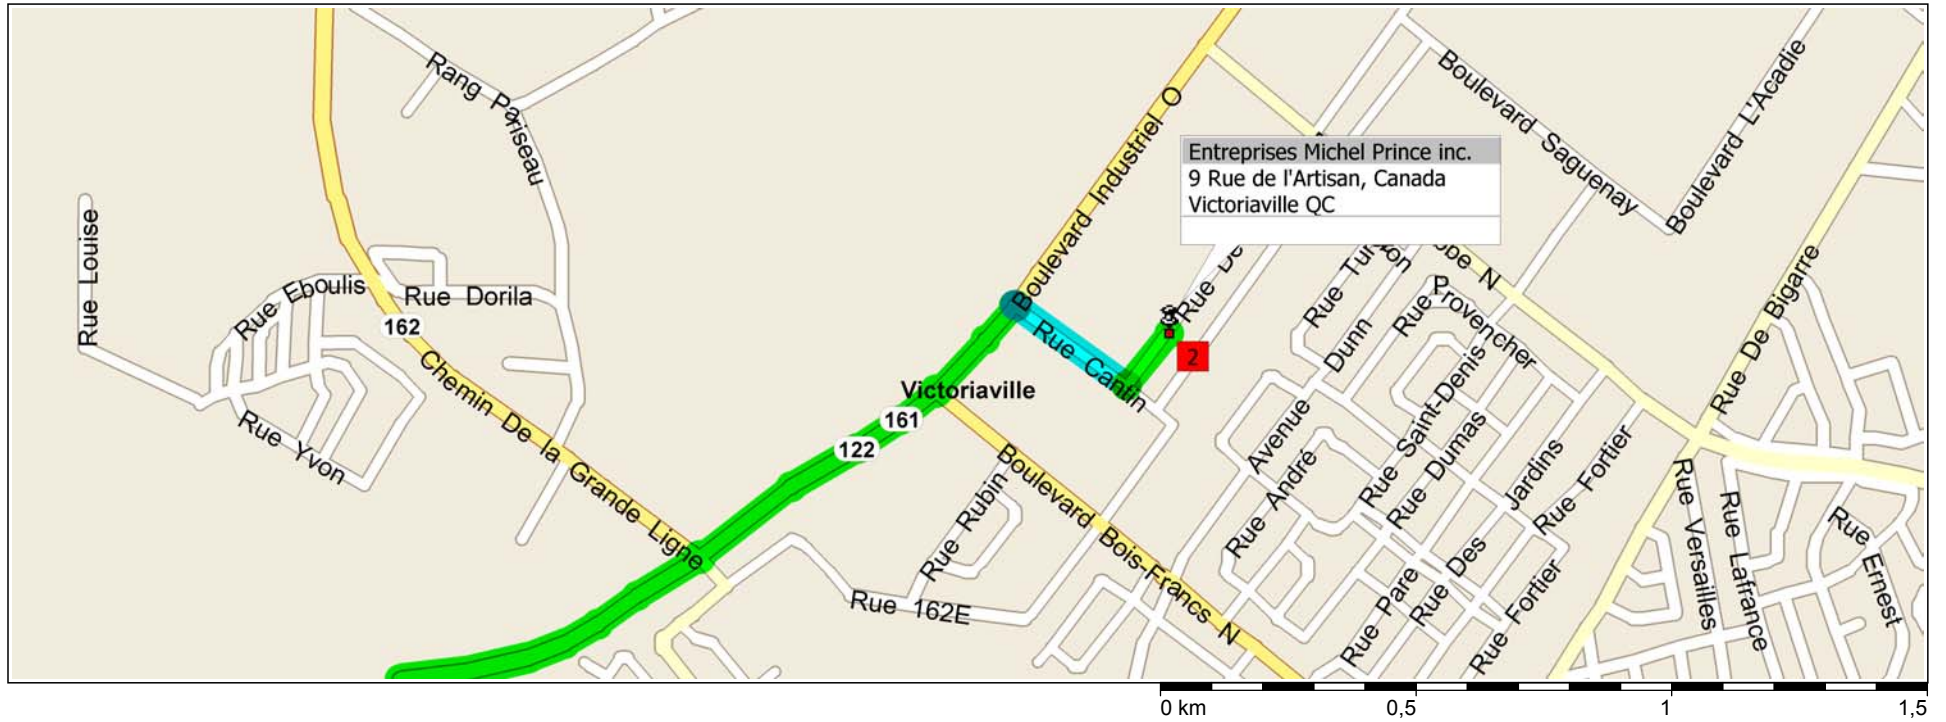 Rang Pariseau
Boulevard Industriel O
Boulevard Saguenay
Boulevard L'Acadie
Entreprises Michel Prince inc.
9 Rue de l'Artisan, Canada
Victoriaville QC
Rue Louise
Rue Eboulis
Rue Dorila
162
Rue De
Rue
N
Rue
Provencher
Rue De Bigarre
Rue Cantin
2
Dunn
Chemin De la Grande Ligne
Victoriaville
161
122
Rue Yvon
Boulevard Bois-Francs N
Rue Rubin
Avenue
Rue André
Rue Saint-Denis
Rue Dumas
Jardins
Rue Des
Rue Fortier
Rue Fortier
Rue Pare
Rue Versailles
Rue Lafrance
Rue Ernest
Rue 162E
0 km
0,5
1
1,5